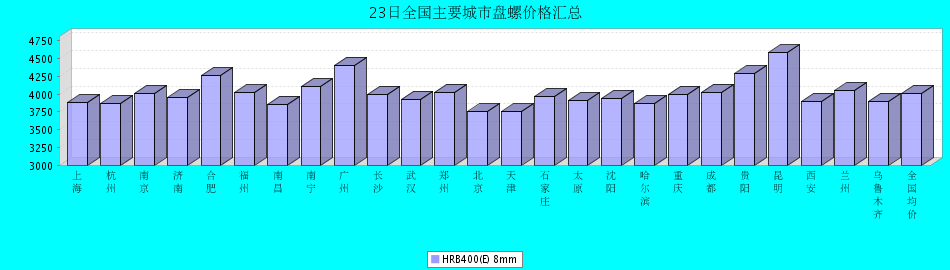 23日全国主要城市盘螺价格汇总
4750
4500
4250
4000
3750
3500
3250
3000
上海
杭州
南京
济南
合肥
福州
南昌
南宁
广州
长沙
武汉
郑州
北京
天津
石家庄
太原
沈阳
哈尔滨
重庆
成都
贵阳
昆明
西安
兰州
乌鲁木齐
全国均价
HRB400(E) 8mm